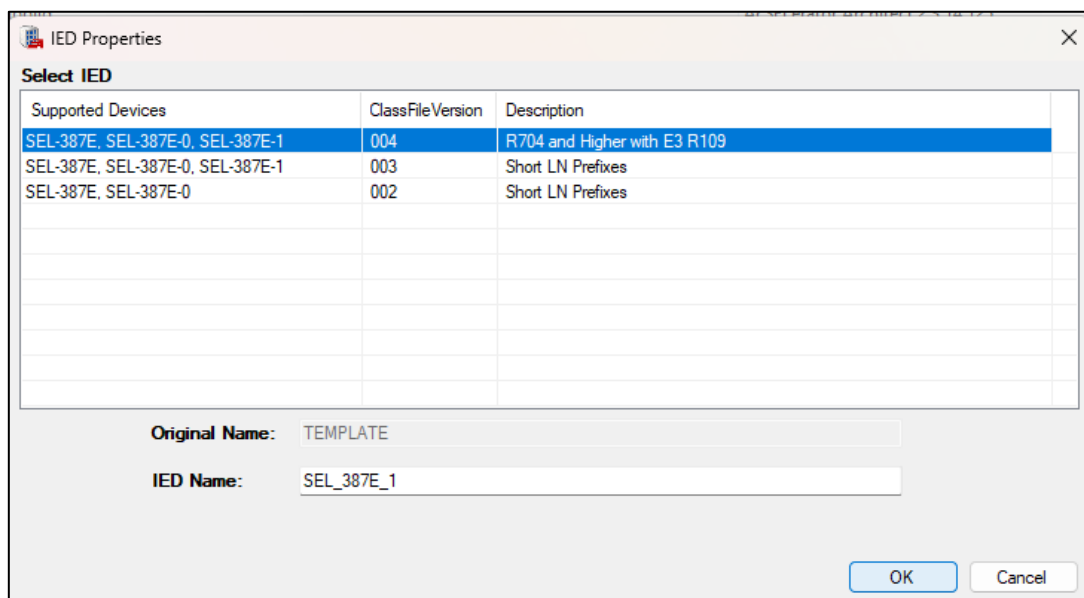 IED Properties
Select IED
Supported Devices ClassFileVersion Description
SEL-387E, SEL-387E-0, SEL-387E-1 004 R704 and Higher with E3 R109
SEL-387E, SEL-387E-0, SEL-387E-1 003 Short LN Prefixes
SEL-387E, SEL-387E-0 002 Short LN Prefixes
Original Name: TEMPLATE
IED Name: SEL_387E_1
OK Cancel